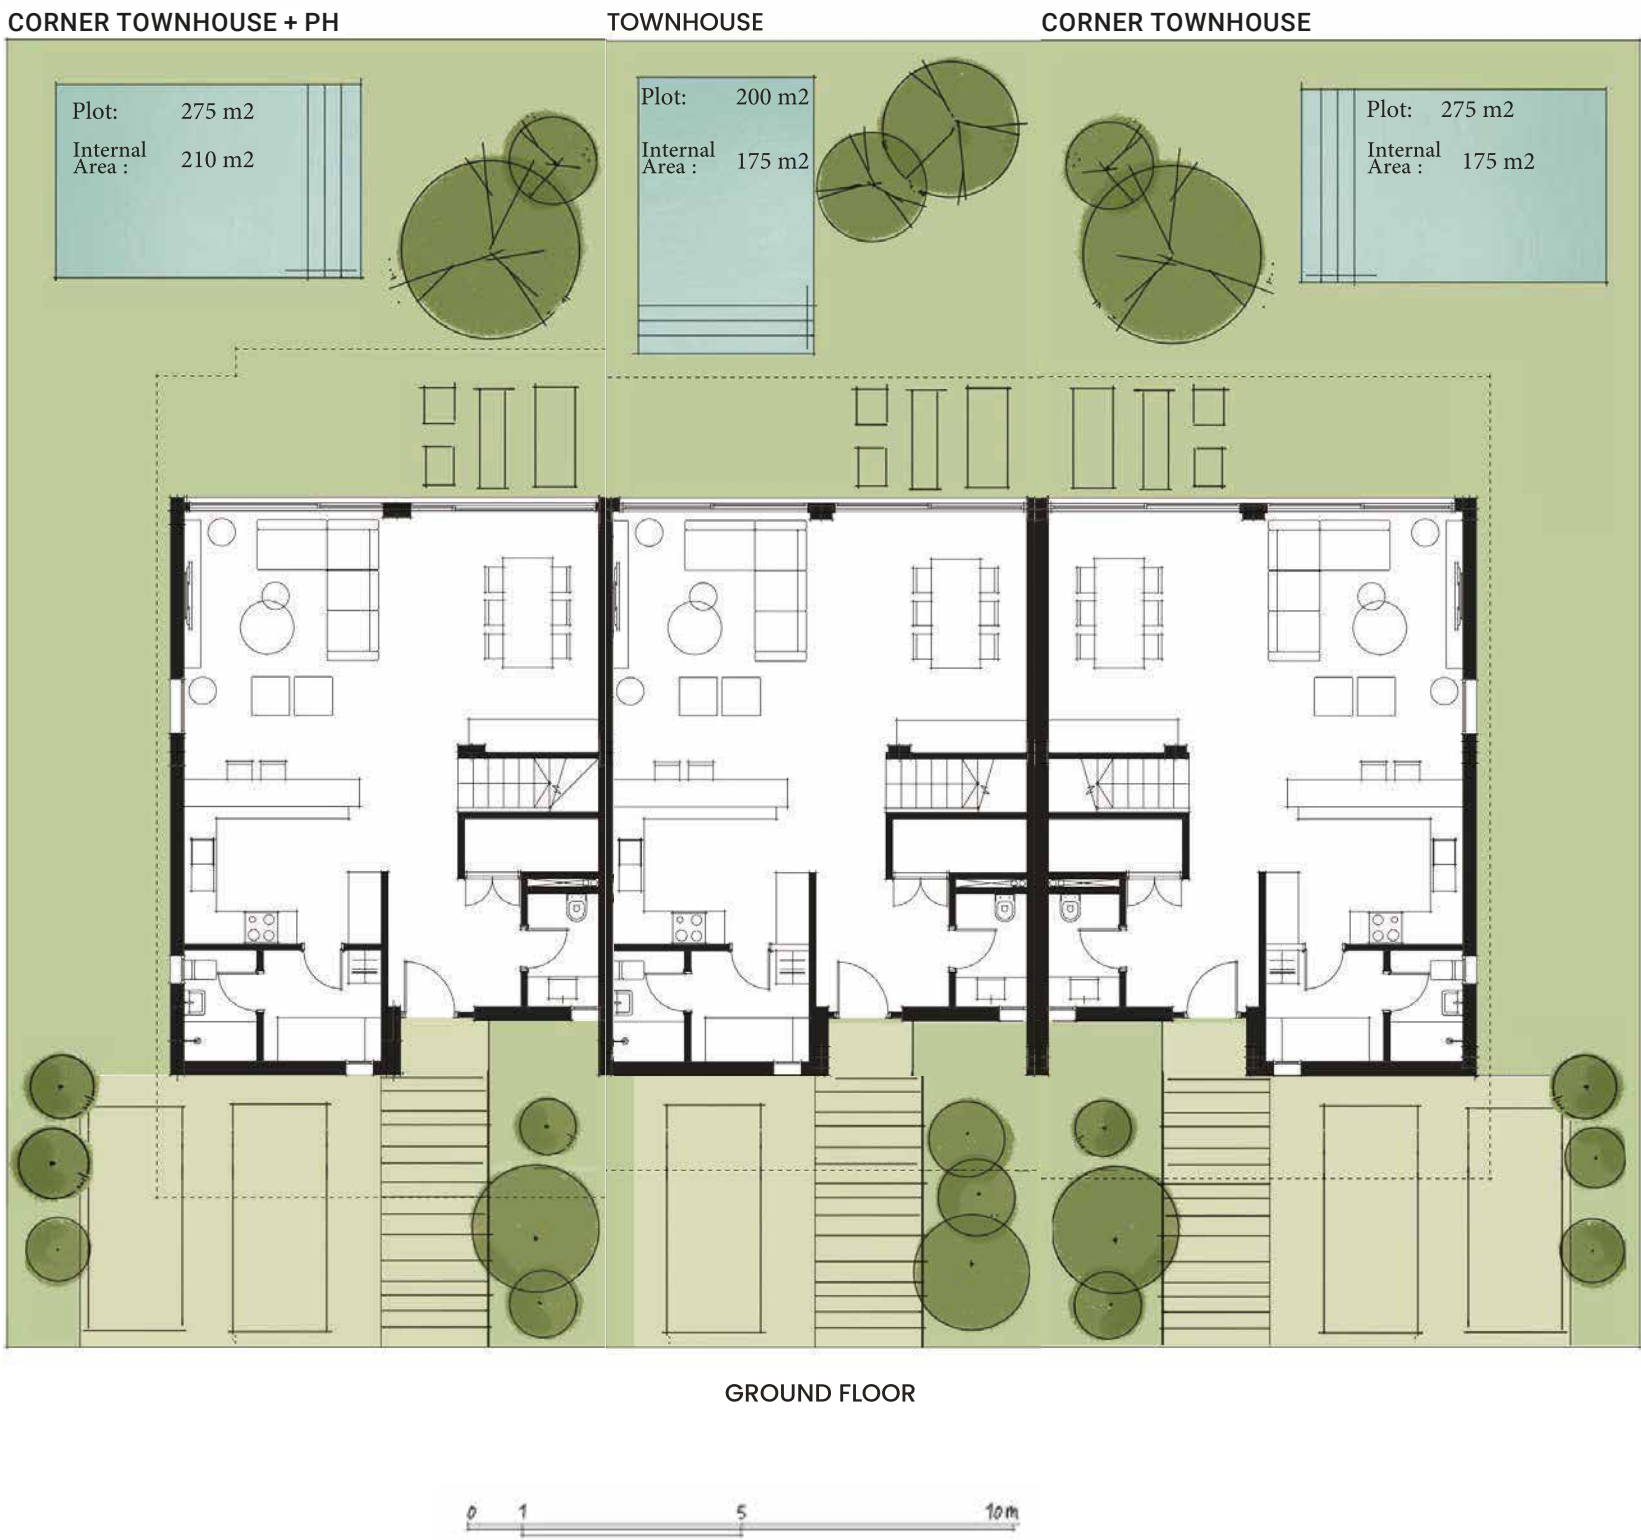 CORNER TOWNHOUSE + PH
TOWNHOUSE
CORNER TOWNHOUSE
Plot: 275 m2
Internal
Area : 210 m2
Plot: 200 m2
Internal
Area : 175 m2
Plot: 275 m2
Internal
Area : 175 m2
GROUND FLOOR
0 1 5 10m